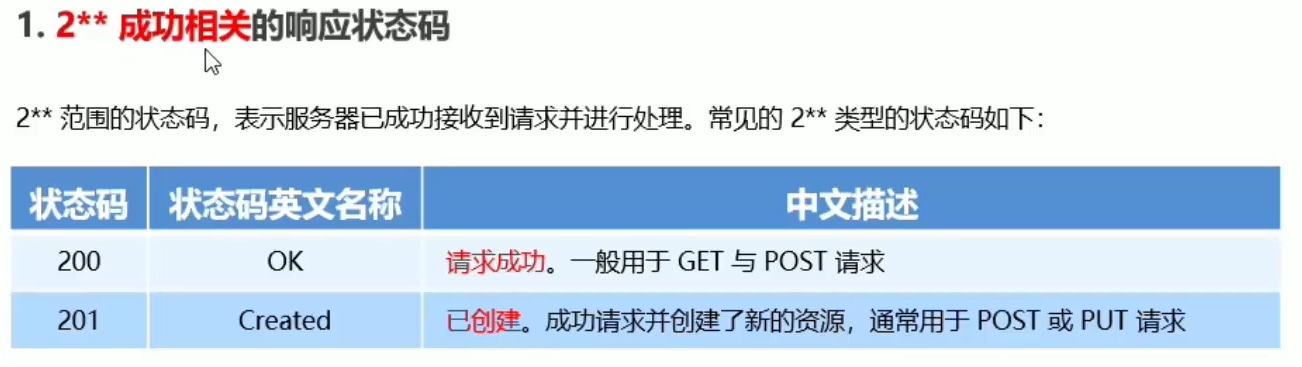 1. 2** 成功相关的响应状态码
2** 范围的状态码，表示服务器已成功接收到请求并进行处理。常见的 2** 类型的状态码如下：
状态码 状态码英文名称 中文描述
200 OK 请求成功。一般用于 GET 与 POST 请求
201 Created 已创建。成功请求并创建了新的资源，通常用于 POST 或 PUT 请求